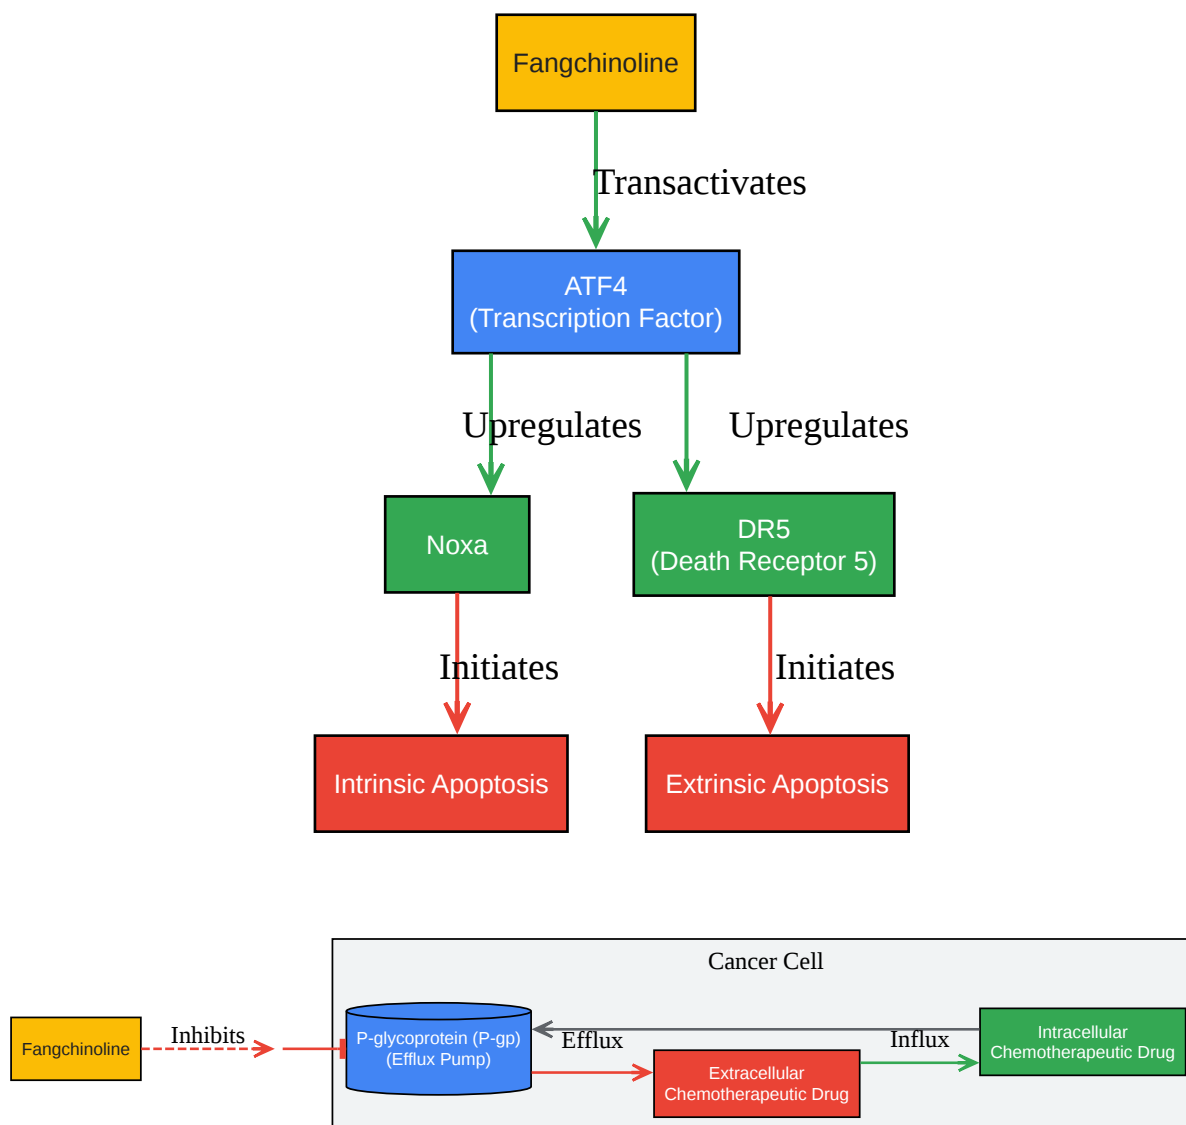 Fangchinoline
Transactivates
ATF4
(Transcription Factor)
Upregulates
Upregulates
Noxa
DR5
(Death Receptor 5)
Initiates
Initiates
Intrinsic Apoptosis
Extrinsic Apoptosis
Cancer Cell
Fangchinoline
Inhibits
P-glycoprotein (P-gp)
(Efflux Pump)
Efflux
Extracellular
Chemotherapeutic Drug
Influx
Intracellular
Chemotherapeutic Drug